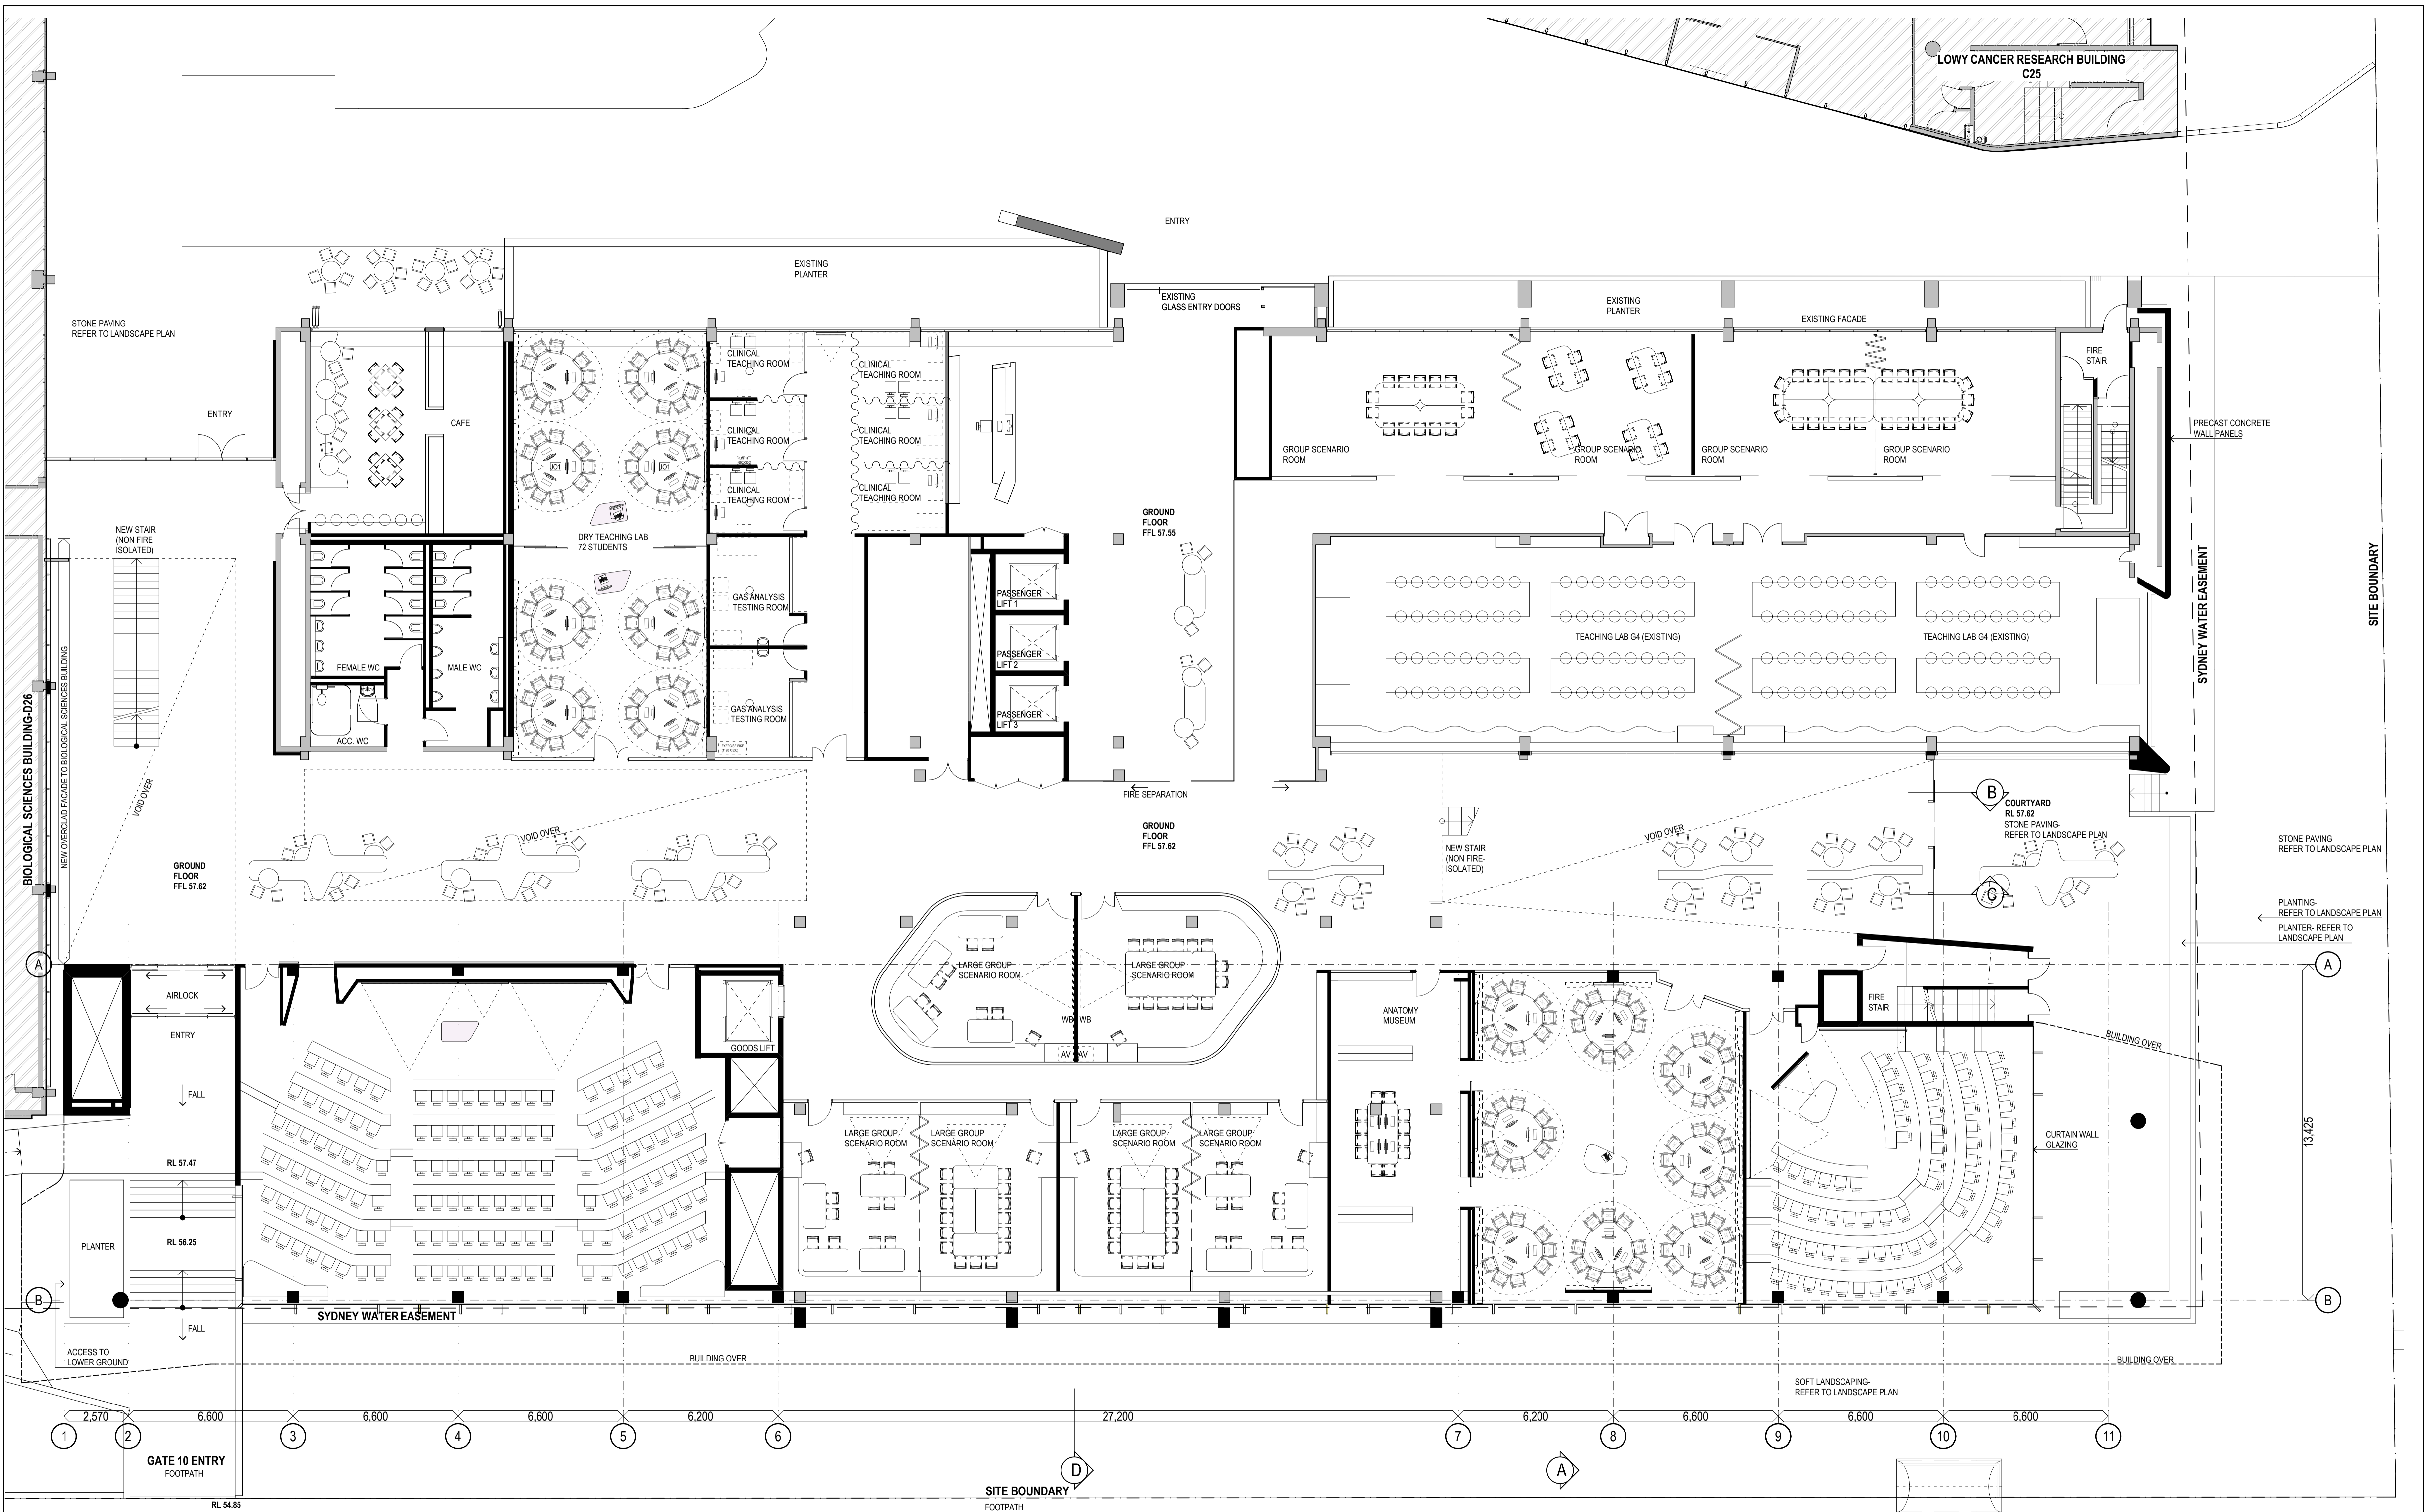 LOWY CANCER RESEARCH BUILDING
C25
ENTRY
EXISTING
PLANTER
EXISTING
GLASS ENTRY DOORS
EXISTING
PLANTER
EXISTING FACADE
STONE PAVING
REFER TO LANDSCAPE PLAN
ENTRY
CAFE
CLINICAL
TEACHING ROOM
CLINICAL
TEACHING ROOM
CLINICAL
TEACHING ROOM
CLINICAL
TEACHING ROOM
CLINICAL
TEACHING ROOM
CLINICAL
TEACHING ROOM
JO1
JO1
GROUP SCENARIO
ROOM
GROUP SCENARIO
ROOM
GROUP SCENARIO
ROOM
GROUP SCENARIO
ROOM
FIRE
STAIR
PRECAST CONCRETE
WALL PANELS
NEW STAIR
(NON FIRE
ISOLATED)
DRY TEACHING LAB
72 STUDENTS
GROUND
FLOOR
FFL 57.55
GAS ANALYSIS
TESTING ROOM
GAS ANALYSIS
TESTING ROOM
PASSENGER
LIFT 1
PASSENGER
LIFT 2
PASSENGER
LIFT 3
TEACHING LAB G4 (EXISTING)
TEACHING LAB G4 (EXISTING)
SYDNEY WATER EASEMENT
SITE BOUNDARY
FEMALE WC
MALE WC
ACC. WC
BIOLOGICAL SCIENCES BUILDING-D26
NEW OVERCLAD FACADE TO BIOLOGICAL SCIENCES BUILDING
VOID OVER
FIRE SEPARATION
GROUND
FLOOR
FFL 57.62
VOID OVER
GROUND
FLOOR
FFL 57.62
NEW STAIR
(NON FIRE-
ISOLATED)
VOID OVER
B
COURTYARD
RL 57.62
STONE PAVING-
REFER TO LANDSCAPE PLAN
C
STONE PAVING
REFER TO LANDSCAPE PLAN
PLANTING-
REFER TO LANDSCAPE PLAN
PLANTER- REFER TO
LANDSCAPE PLAN
A
A
AIRLOCK
ENTRY
FALL
GOODS LIFT
LARGE GROUP
SCENARIO ROOM
LARGE GROUP
SCENARIO ROOM
WB
WB
AV
AV
ANATOMY
MUSEUM
FIRE
STAIR
BUILDING OVER
LARGE GROUP
SCENARIO ROOM
LARGE GROUP
SCENARIO ROOM
LARGE GROUP
SCENARIO ROOM
LARGE GROUP
SCENARIO ROOM
CURTAIN WALL
GLAZING
13,425
RL 57.47
RL 56.25
PLANTER
B
B
SYDNEY WATER EASEMENT
FALL
ACCESS TO
LOWER GROUND
BUILDING OVER
BUILDING OVER
SOFT LANDSCAPING-
REFER TO LANDSCAPE PLAN
2,570
6,600
6,600
6,600
6,200
27,200
6,200
6,600
6,600
6,600
1
2
3
4
5
6
7
8
9
10
11
GATE 10 ENTRY
FOOTPATH
D
A
SITE BOUNDARY
FOOTPATH
RL 54.85